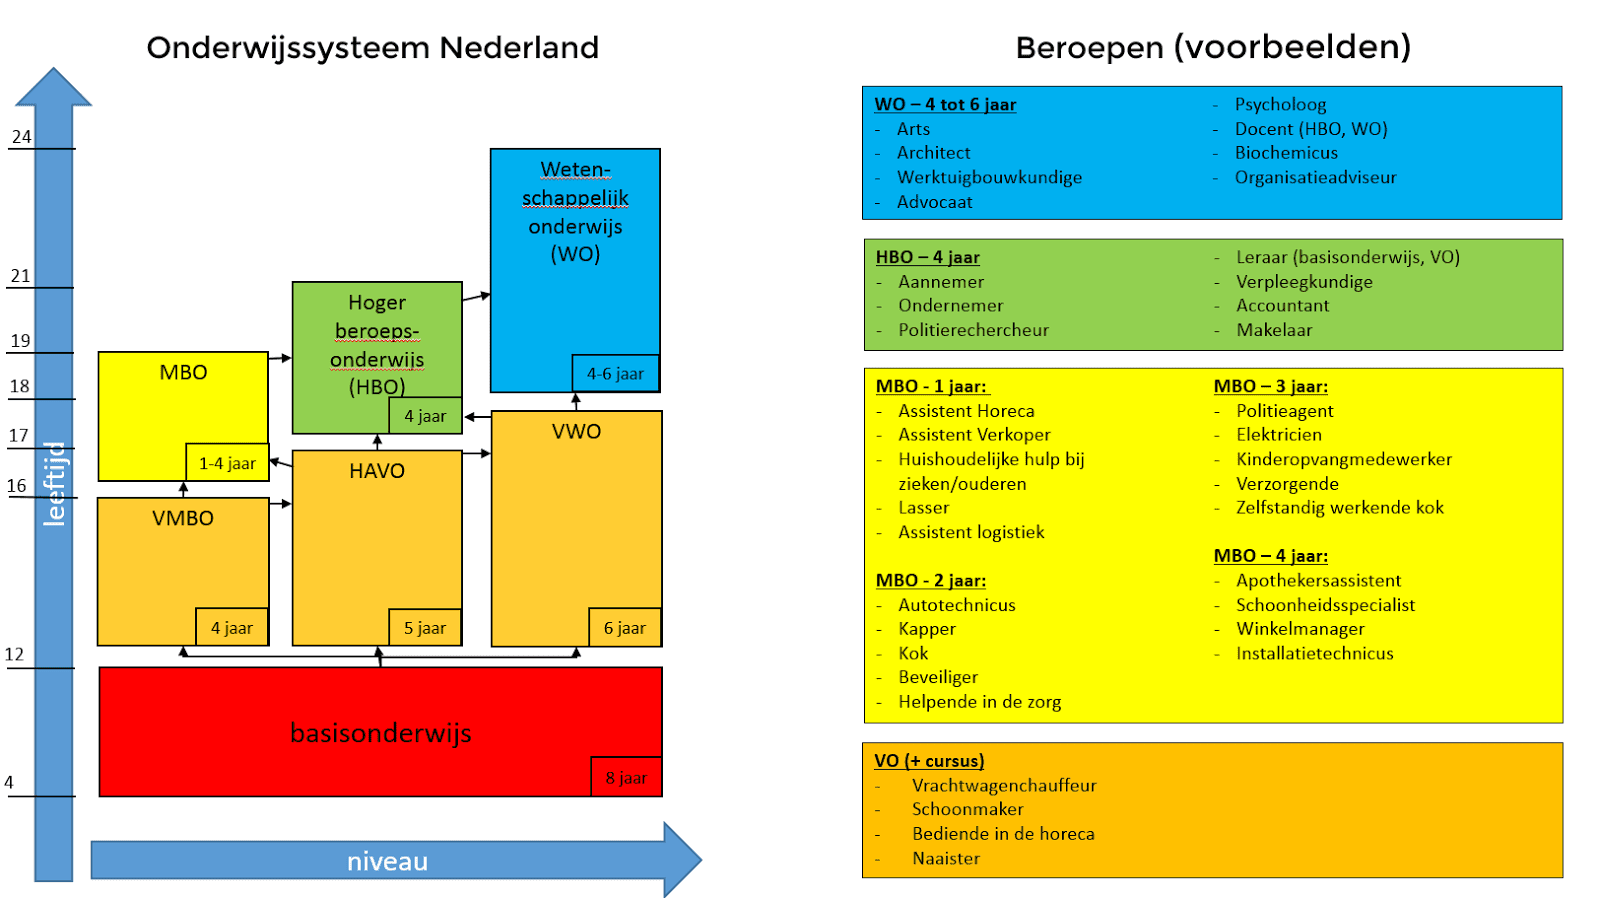 Onderwijssysteem Nederland
24
21
19
18
17
16
12
4
leeftijd
niveau
Weten-
schappelijk
onderwijs
(WO)
4-6 jaar
Hoger
beroeps-
onderwijs
(HBO)
4 jaar
MBO
1-4 jaar
VMBO
4 jaar
HAVO
5 jaar
VWO
6 jaar
basisonderwijs
8 jaar
Beroepen (voorbeelden)
WO – 4 tot 6 jaar
- Arts
- Architect
- Werktuigbouwkundige
- Advocaat
- Psycholoog
- Docent (HBO, WO)
- Biochemicus
- Organisatieadviseur
HBO – 4 jaar
- Aannemer
- Ondernemer
- Politierechercheur
- Leraar (basisonderwijs, VO)
- Verpleegkundige
- Accountant
- Makelaar
MBO - 1 jaar:
- Assistent Horeca
- Assistent Verkoper
- Huishoudelijke hulp bij
zieken/ouderen
- Lasser
- Assistent logistiek
MBO - 2 jaar:
- Autotechnicus
- Kapper
- Kok
- Beveiliger
- Helpende in de zorg
MBO – 3 jaar:
- Politieagent
- Elektricien
- Kinderopvangmedewerker
- Verzorgende
- Zelfstandig werkende kok
MBO – 4 jaar:
- Apothekersassistent
- Schoonheidsspecialist
- Winkelmanager
- Installatietechnicus
VO (+ cursus)
- Vrachtwagenchauffeur
- Schoonmaker
- Bediende in de horeca
- Naaister